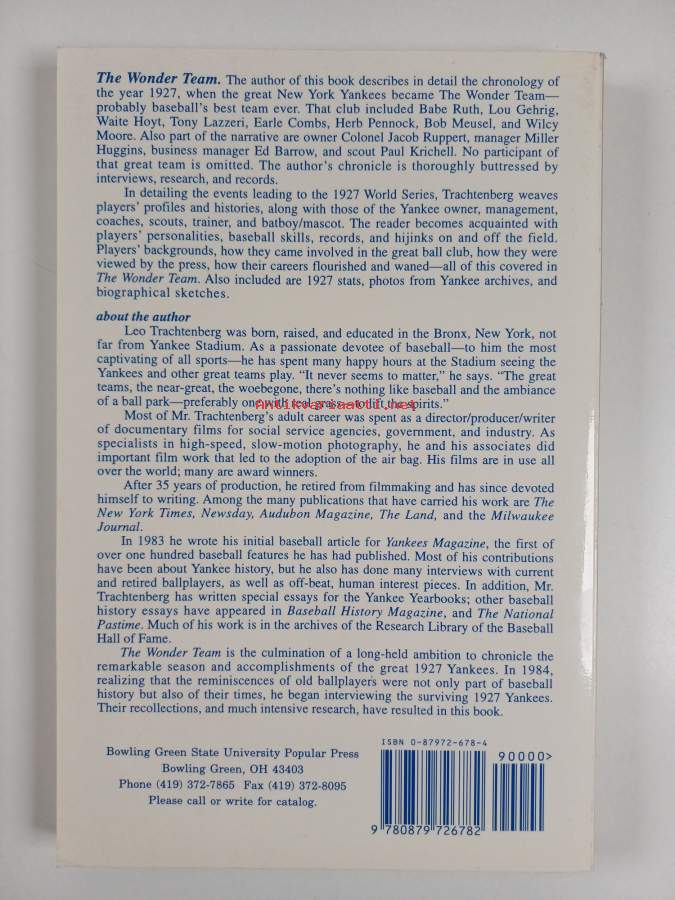 The Wonder Team. The author of this book describes in detail the chronology of
the year 1927, when the great New York Yankees became The Wonder Team—
probably baseball's best team ever. That club included Babe Ruth, Lou Gehrig,
Waite Hoyt, Tony Lazzeri, Earle Combs, Herb Pennock, Bob Meusel, and Wilcy
Moore. Also part of the narrative are owner Colonel Jacob Ruppert, manager Miller
Huggins, business manager Ed Barrow, and scout Paul Krichell. No participant of
that great team is omitted. The author's chronicle is thoroughly buttressed by
interviews, research, and records.
In detailing the events leading to the 1927 World Series, Trachtenberg weaves
players' profiles and histories, along with those of the Yankee owner, management,
coaches, scouts, trainer, and batboy/mascot. The reader becomes acquainted with
players' personalities, baseball skills, records, and hijinks on and off the field.
Players' backgrounds, how they came involved in the great ball club, how they were
viewed by the press, how their careers flourished and waned—all of this covered in
The Wonder Team. Also included are 1927 stats, photos from Yankee archives, and
biographical sketches.
about the author
Leo Trachtenberg was born, raised, and educated in the Bronx, New York, not
far from Yankee Stadium. As a passionate devotee of baseball—to him the most
captivating of all sports—he has spent many happy hours at the Stadium seeing the
Yankees and other great teams play. “It never seems to matter,” he says. “The great
teams, the near-great, the woebegone, there's nothing like baseball and the ambiance
of a ball park—preferably one with real grass—to lift the spirits.”
Antikvariaatti.net
Most of Mr. Trachtenberg's adult career was spent as a director/producer/writer
of documentary films for social service agencies, government, and industry. As
specialists in high-speed, slow-motion photography, he and his associates did
important film work that led to the adoption of the air bag. His films are in use all
over the world; many are award winners.
After 35 years of production, he retired from filmmaking and has since devoted
himself to writing. Among the many publications that have carried his work are The
New York Times, Newsday, Audubon Magazine, The Land, and the Milwaukee
Journal.
In 1983 he wrote his initial baseball article for Yankees Magazine, the first of
over one hundred baseball features he has had published. Most of his contributions
have been about Yankee history, but he also has done many interviews with current
and retired ballplayers, as well as off-beat, human interest pieces. In addition, Mr.
Trachtenberg has written special essays for the Yankee Yearbooks; other baseball
history essays have appeared in Baseball History Magazine, and The National
Pastime. Much of his work is in the archives of the Research Library of the Baseball
Hall of Fame.
The Wonder Team is the culmination of a long-held ambition to chronicle the
remarkable season and accomplishments of the great 1927 Yankees. In 1984,
realizing that the reminiscences of old ballplayers were not only part of baseball
history but also of their times, he began interviewing the surviving 1927 Yankees.
Their recollections, and much intensive research, have resulted in this book.
Bowling Green State University Popular Press
Bowling Green, OH 43403
Phone (419) 372-7865 Fax (419) 372-8095
Please call or write for catalog.
ISBN 0-87972-678-4
90000>
9 780879 726782